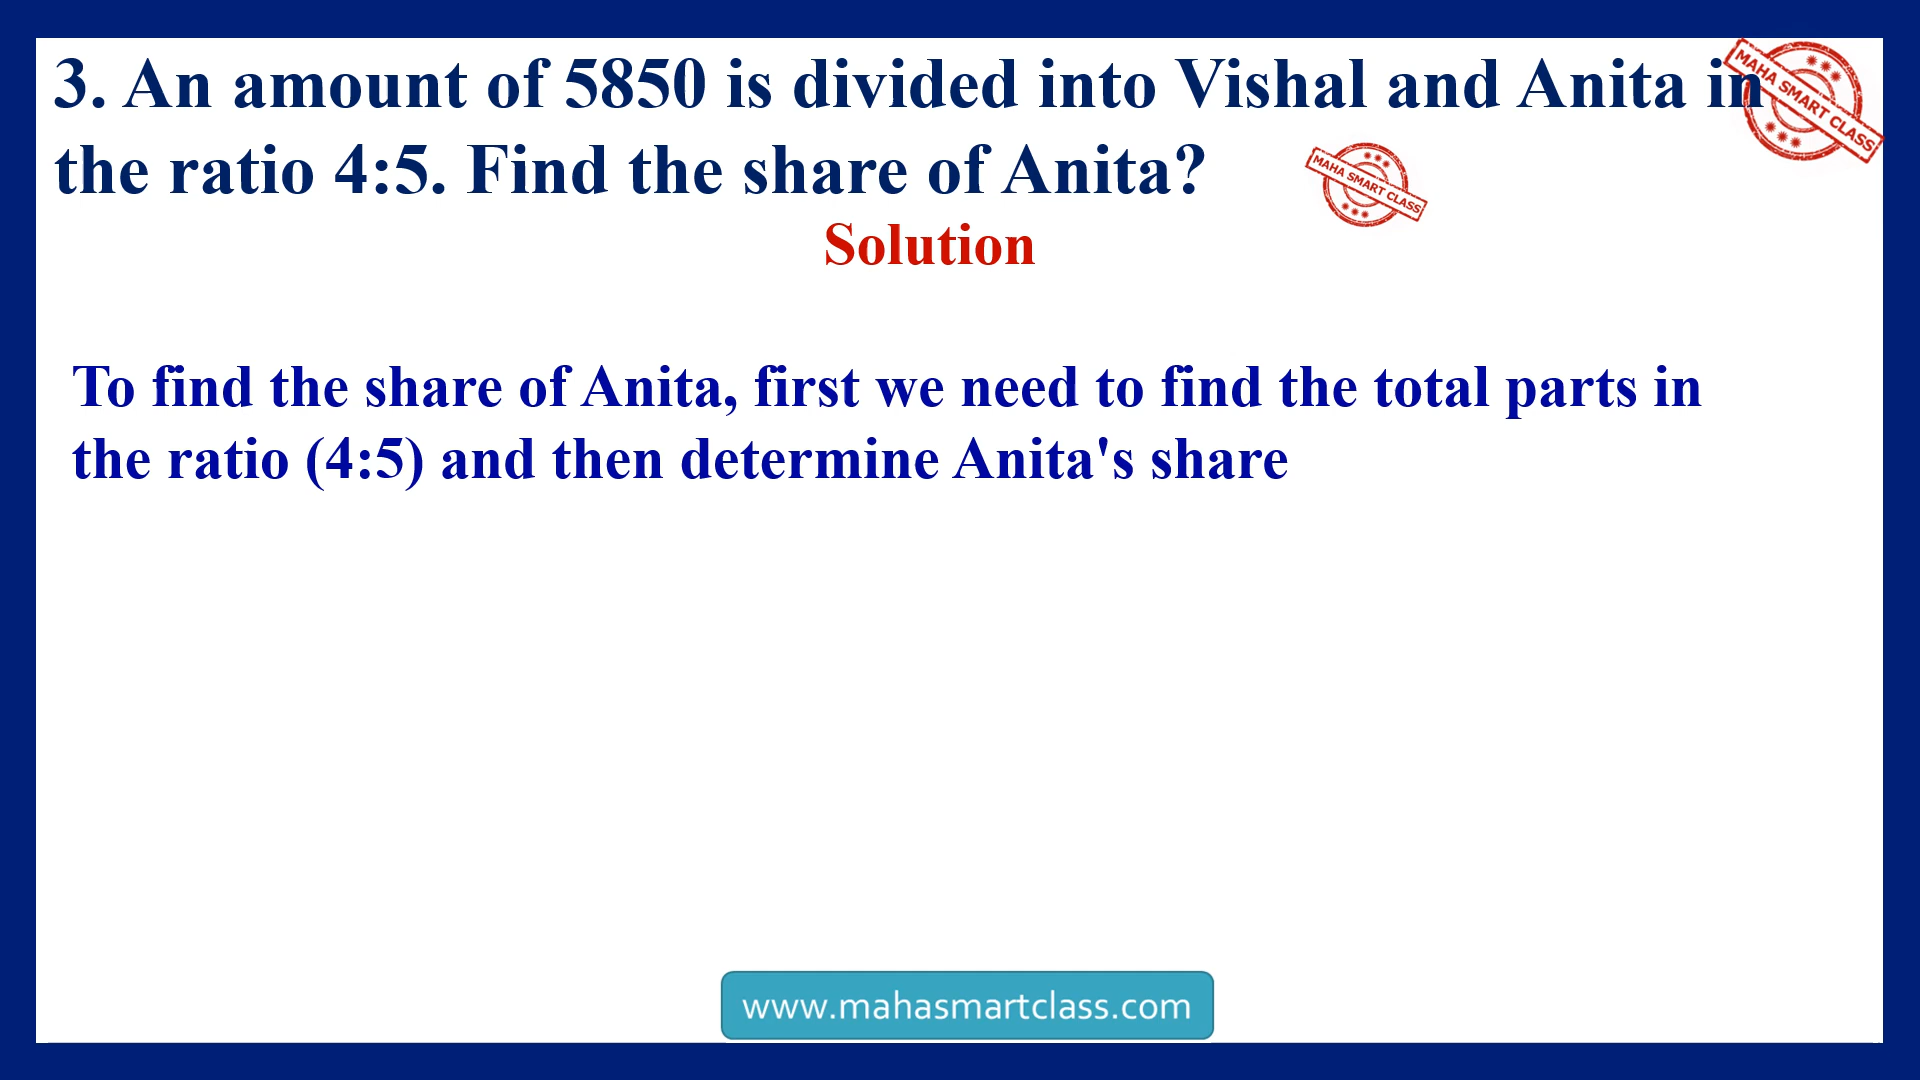 3. An amount of 5850 is divided into Vishal and Anita in
the ratio 4:5. Find the share of Anita?
MAHA SMART CLASS
MAHA SMART CLASS
Solution
To find the share of Anita, first we need to find the total parts in
the ratio (4:5) and then determine Anita's share
www.mahasmartclass.com